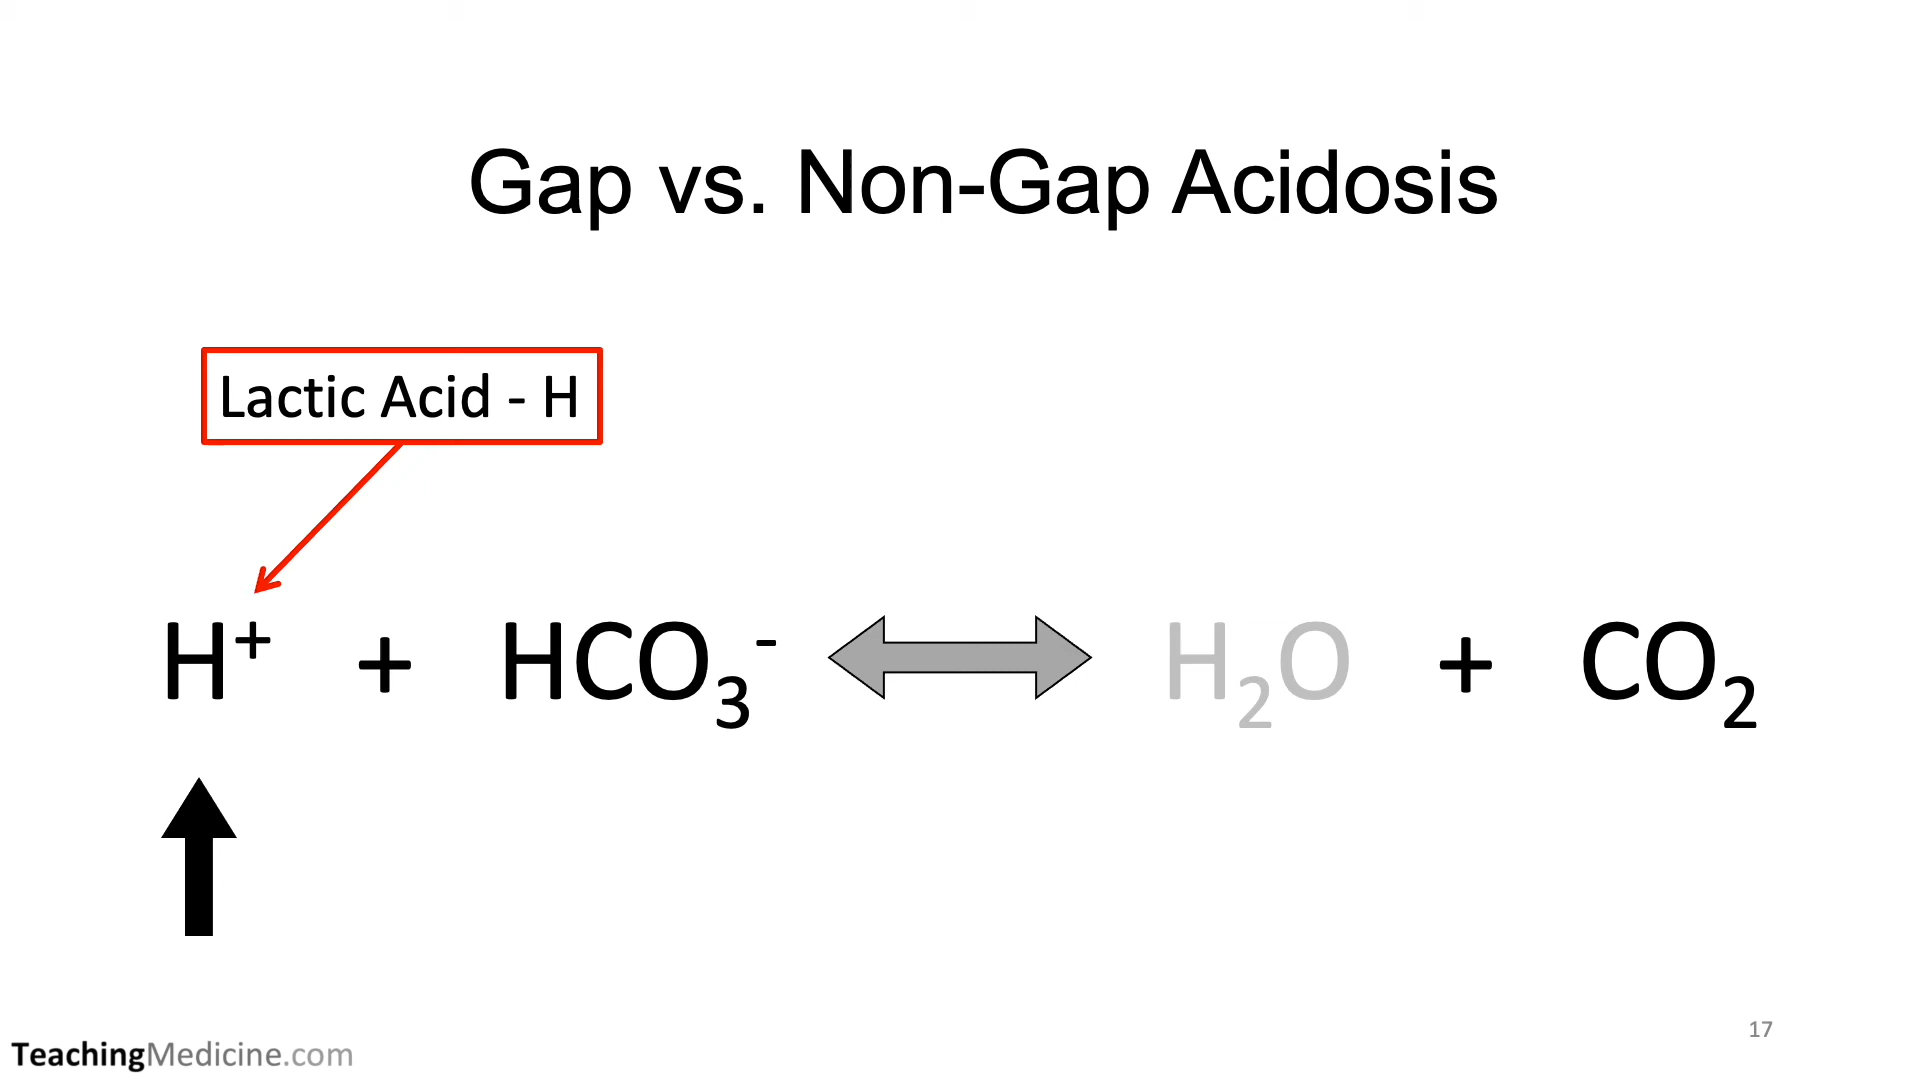 Gap vs. Non-Gap Acidosis
Lactic Acid - H
H⁺ + HCO₃⁻ H₂O + CO₂
17
TeachingMedicine.com